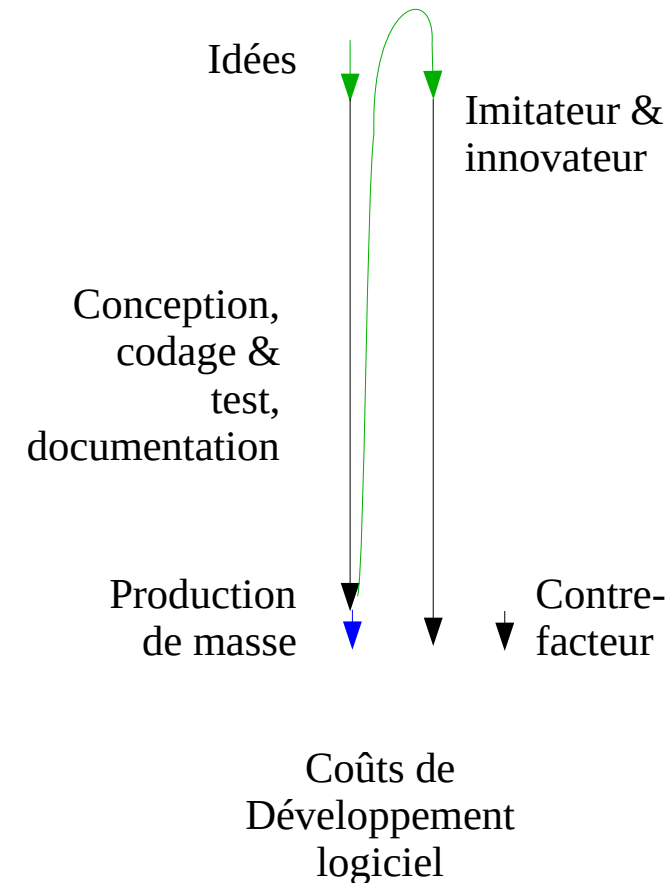 Idées
Imitateur &
innovateur
Conception,
codage &
test,
documentation
Production
de masse
Contre-
facteur
Coûts de
Développement
logiciel